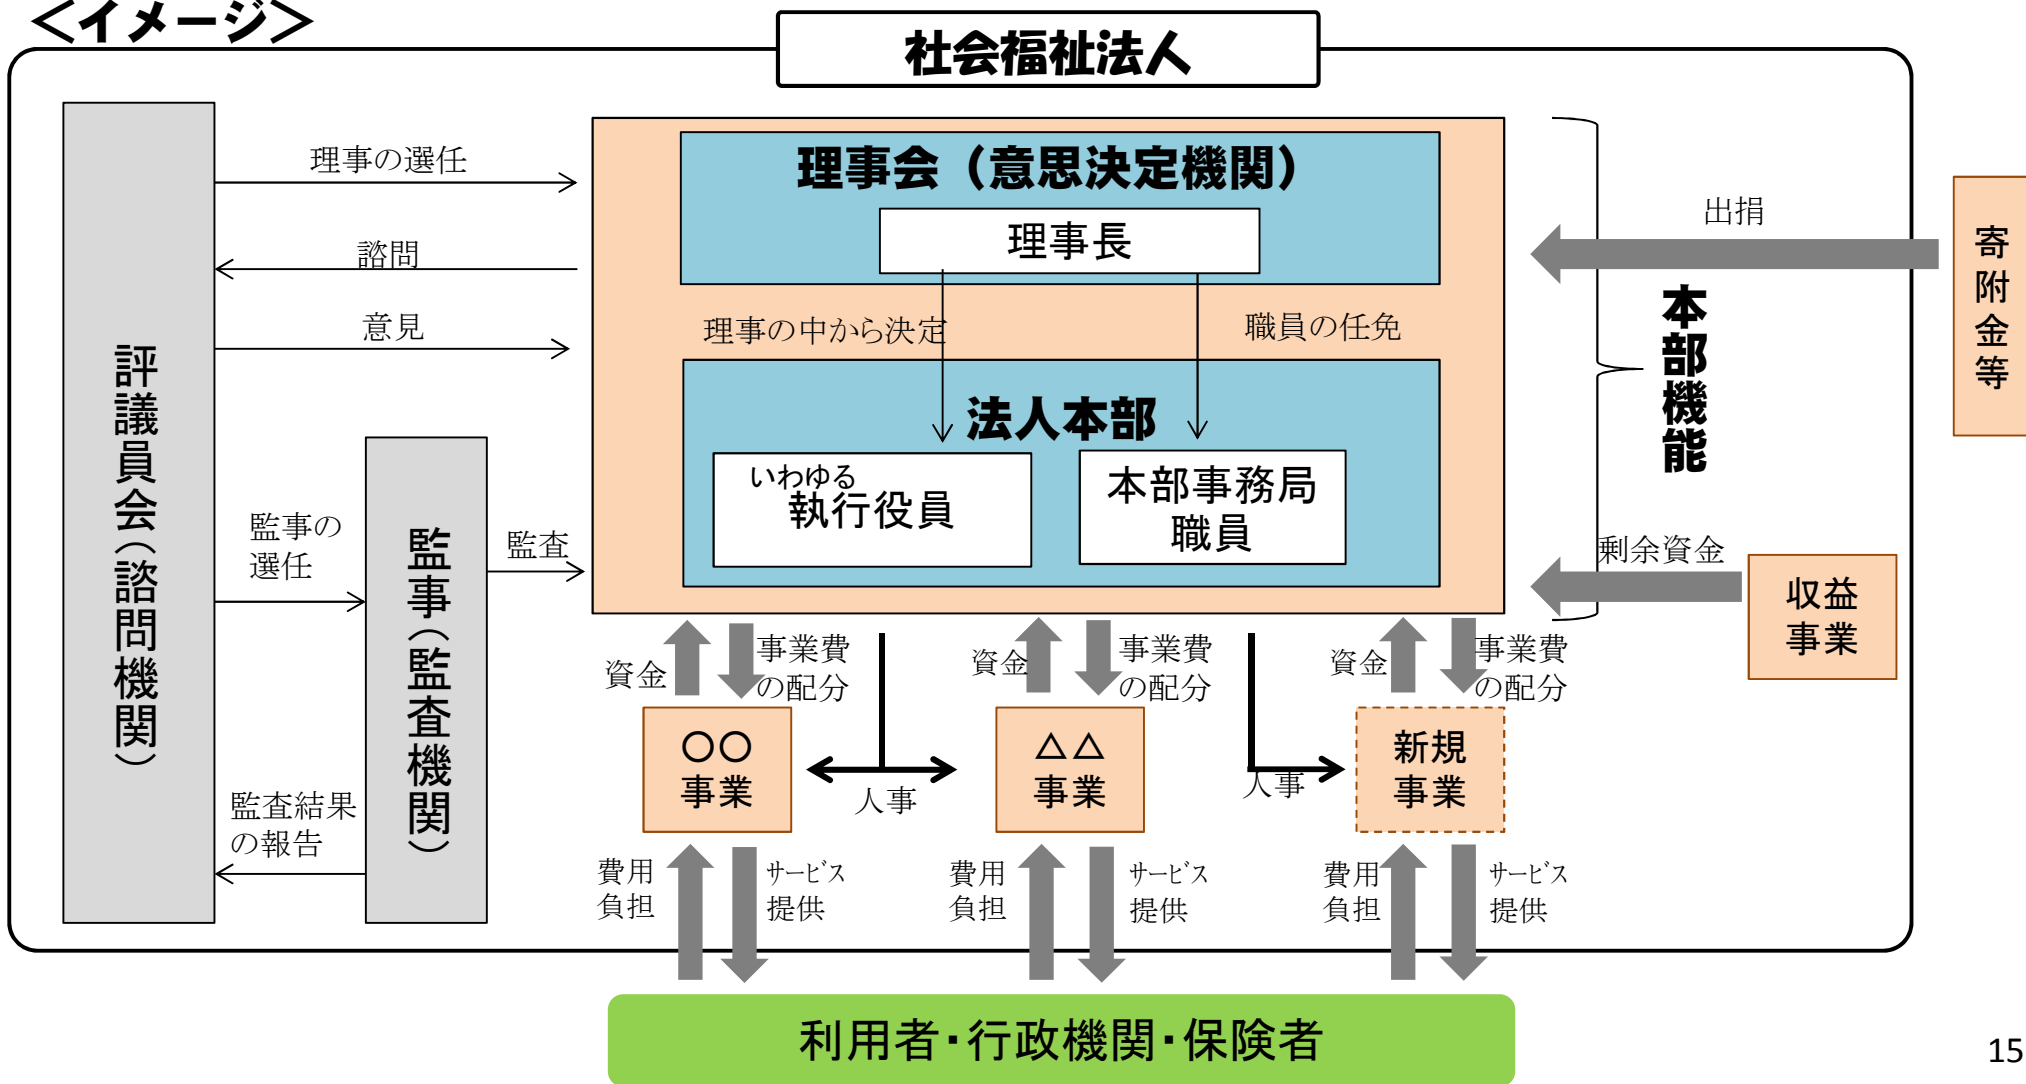 ＜イメージ＞
社会福祉法人
評議員会（諮問機関）
理事の選任
諮問
意見
監事の
選任
監査結果
の報告
監事（監査機関）
監査
理事会（意思決定機関）
理事長
理事の中から決定
職員の任免
法人本部
いわゆる
執行役員
本部事務局
職員
本部機能
出捐
寄附金等
剰余資金
収益
事業
資金
事業費
の配分
資金
事業費
の配分
資金
事業費
の配分
○○
事業
人事
△△
事業
人事
新規
事業
費用
負担
サービス
提供
費用
負担
サービス
提供
費用
負担
サービス
提供
利用者・行政機関・保険者
15